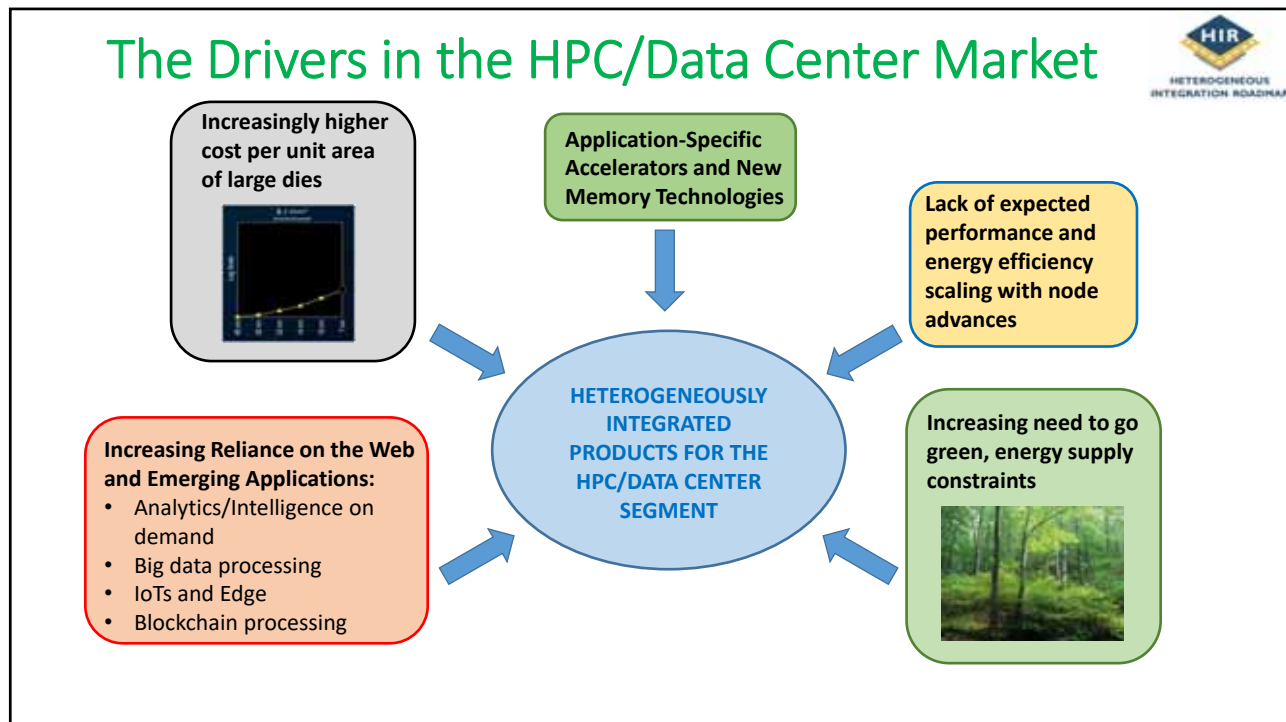 The Drivers in the HPC/Data Center Market
HIR
HETEROGENEOUS
INTEGRATION ROADMAP
Increasingly higher
cost per unit area
of large dies
Application-Specific
Accelerators and New
Memory Technologies
Lack of expected
performance and
energy efficiency
scaling with node
advances
HETEROGENEOUSLY
INTEGRATED
PRODUCTS FOR THE
HPC/DATA CENTER
SEGMENT
Increasing Reliance on the Web
and Emerging Applications:
• Analytics/Intelligence on
demand
• Big data processing
• IoTs and Edge
• Blockchain processing
Increasing need to go
green, energy supply
constraints